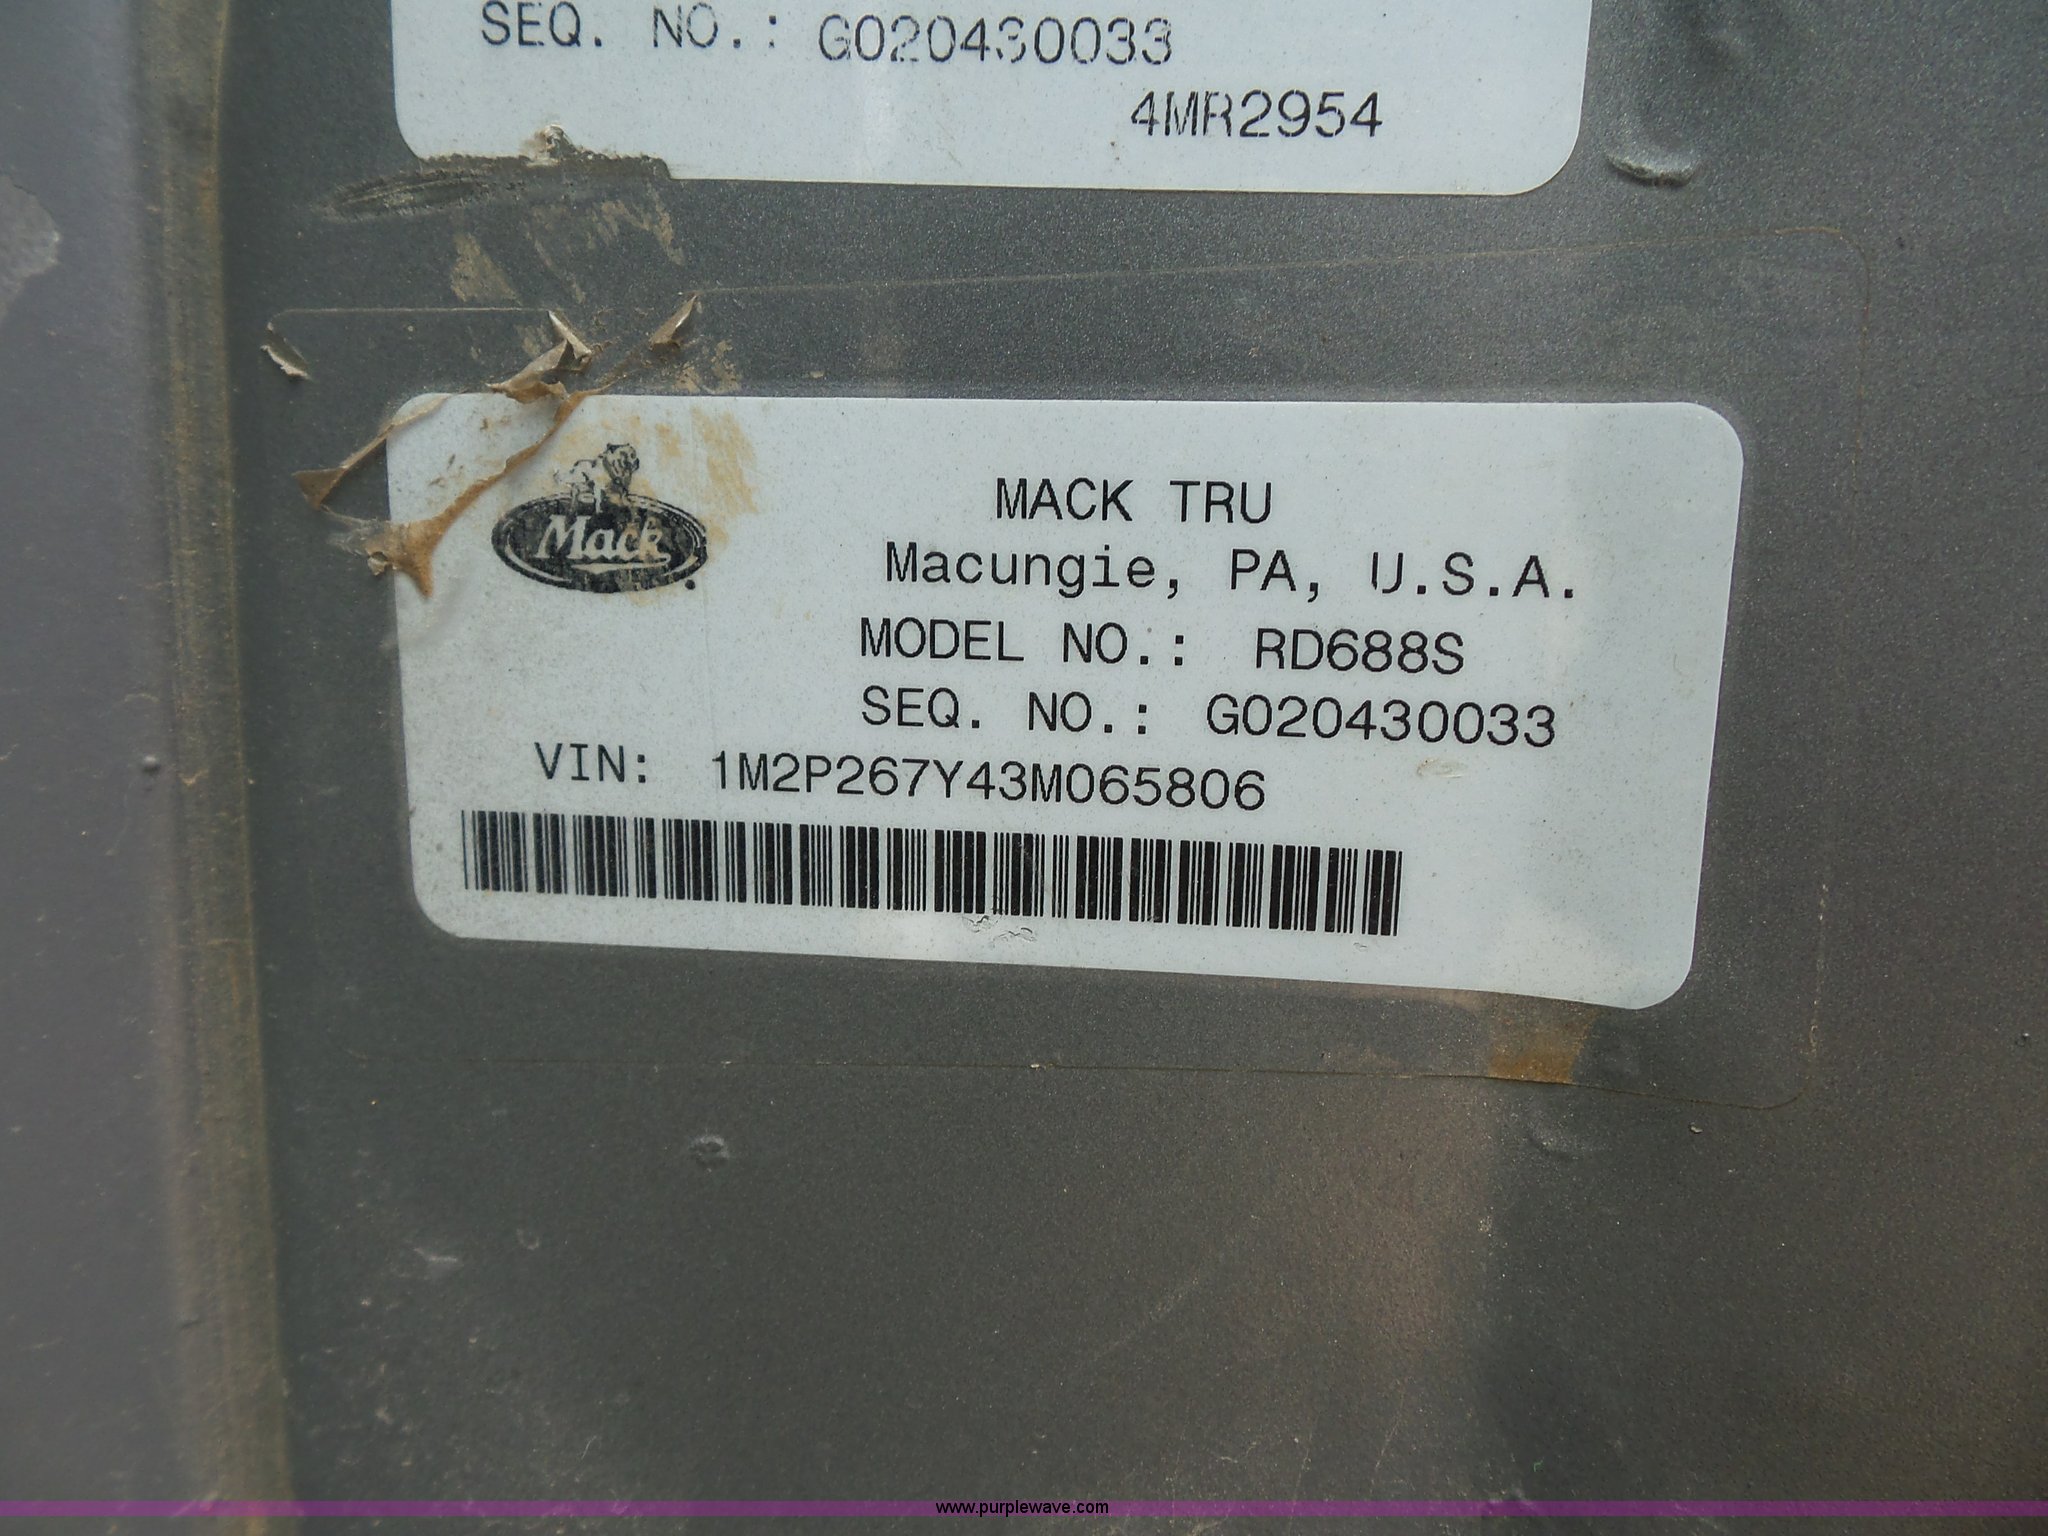 SEQ. NO.: G020430033
4MR2954
Mack
MACK TRU
Macungie, PA, U.S.A.
MODEL NO.: RD688S
SEQ. NO.: G020430033
VIN: 1M2P267Y43M065806
www.purplewave.com